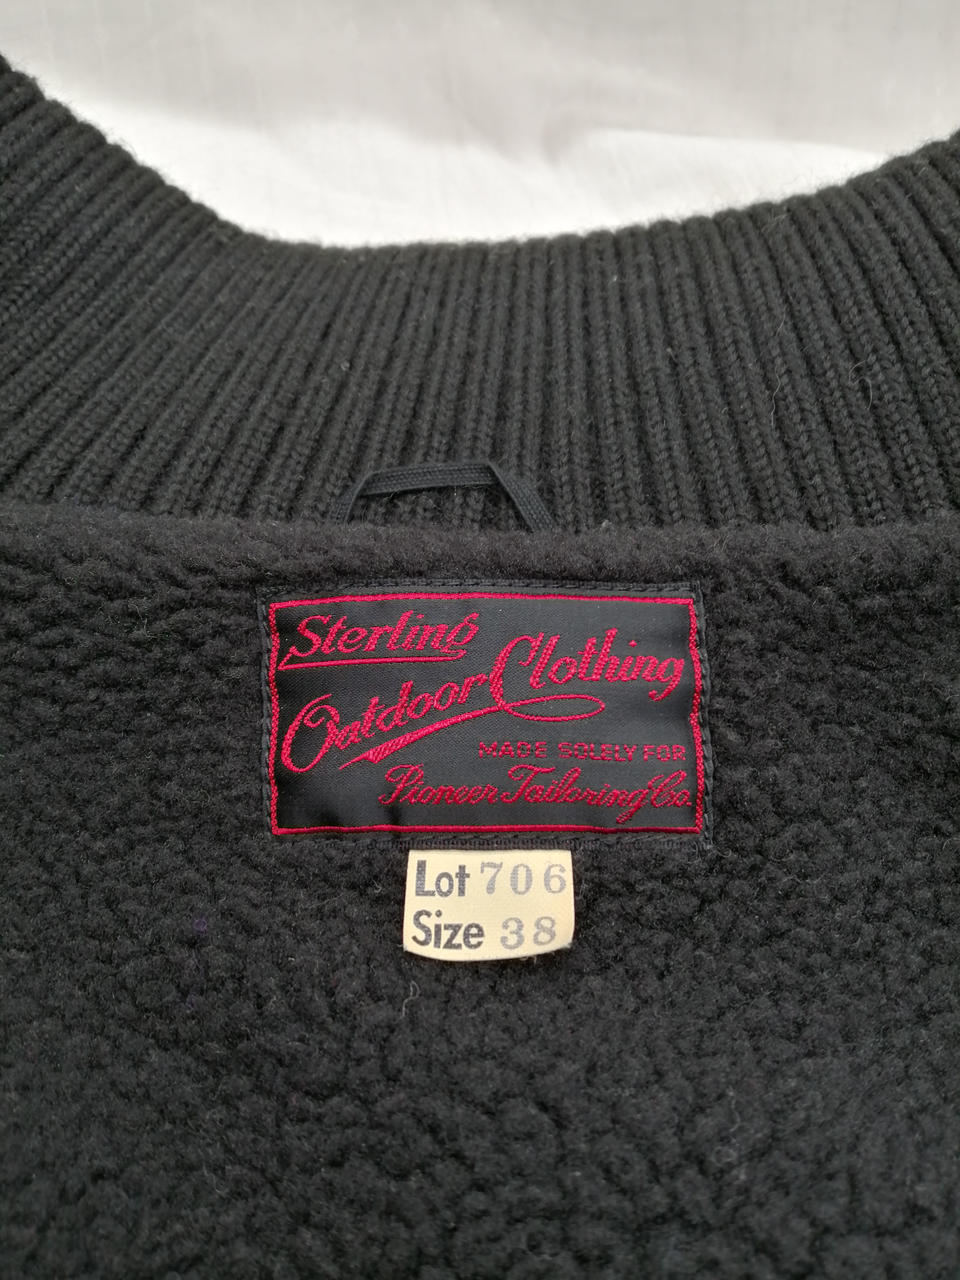 Sterling
Outdoor Clothing
MADE SOLELY FOR
Pioneer Tailoring Co.
Lot 706
Size 38